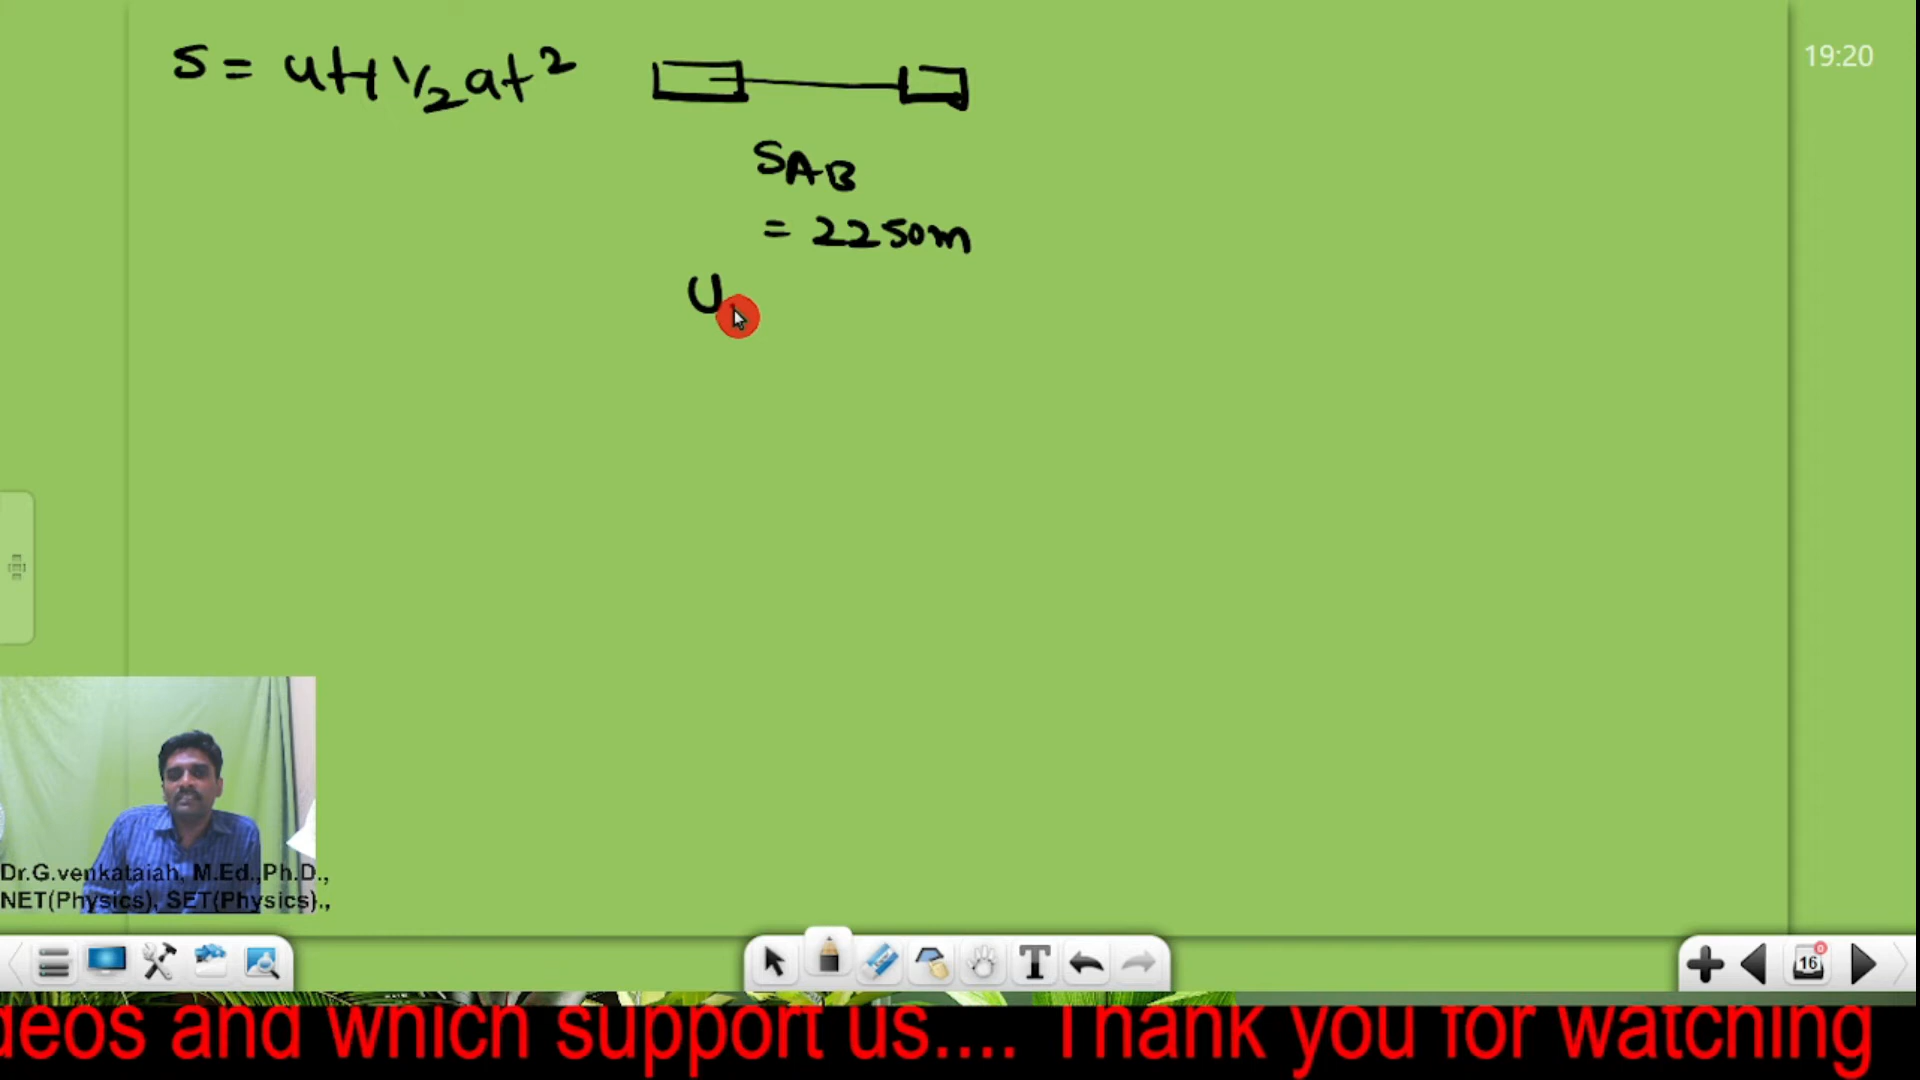 S = ut+1/2at²
19:20
SAB
= 2250m
U
Dr.G.venkataiah, M.Ed.,Ph.D.,
NET(Physics), SET(Physics).,
T
0
16
deos and which support us.... Thank you for watching